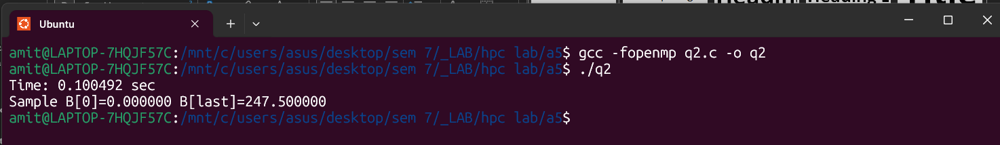 Ubuntu
amit@LAPTOP-7HQJF57C:/mnt/c/users/asus/desktop/sem 7/_LAB/hpc lab/a5$ gcc -fopenmp q2.c -o q2
amit@LAPTOP-7HQJF57C:/mnt/c/users/asus/desktop/sem 7/_LAB/hpc lab/a5$ ./q2
Time: 0.100492 sec
Sample B[0]=0.000000 B[last]=247.500000
amit@LAPTOP-7HQJF57C:/mnt/c/users/asus/desktop/sem 7/_LAB/hpc lab/a5$